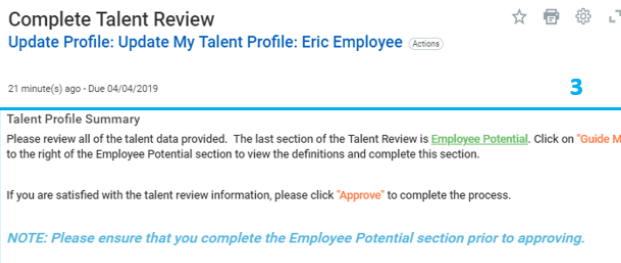 Complete Talent Review
Update Profile: Update My Talent Profile: Eric Employee Actions
21 minute(s) ago - Due 04/04/2019
3
Talent Profile Summary
Please review all of the talent data provided. The last section of the Talent Review is Employee Potential. Click on "Guide M
to the right of the Employee Potential section to view the definitions and complete this section.
If you are satisfied with the talent review information, please click "Approve" to complete the process.
NOTE: Please ensure that you complete the Employee Potential section prior to approving.